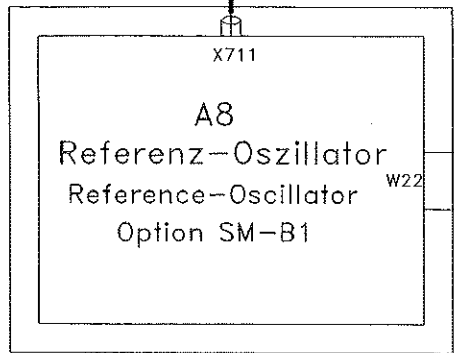 X711
A8
Referenz-Oszillator
W22
Reference-Oscillator
Option SM-B1